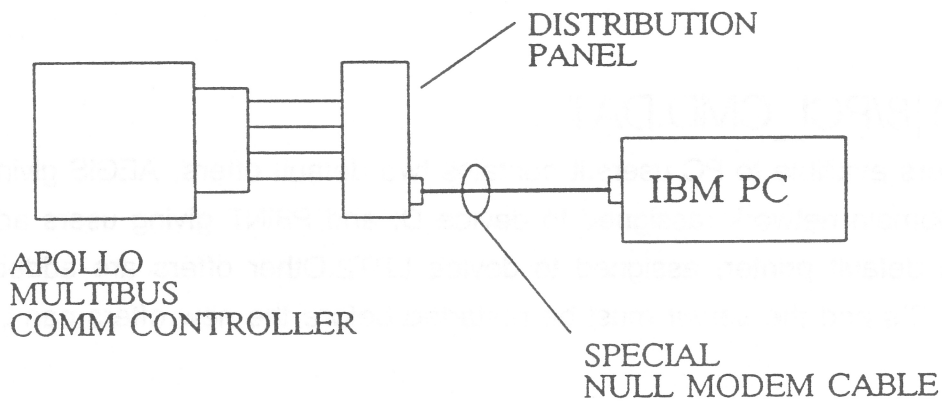 DISTRIBUTION
PANEL
IBM PC
APOLLO
MULTIBUS
COMM CONTROLLER
SPECIAL
NULL MODEM CABLE